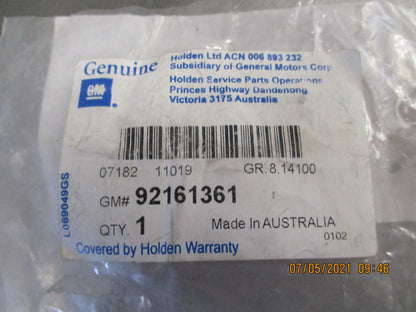 Genuine
GM
Holden Ltd ACN 006 893 232
Subsidiary of General Motors Corp
Holden Service Parts Operations
Princes Highway Dandenong
Victoria 3175 Australia
07182 11019 GR.8.14100
GM# 92161361
QTY. 1 Made In AUSTRALIA
0102
Covered by Holden Warranty
L069049GS
07/05/2021 09:46